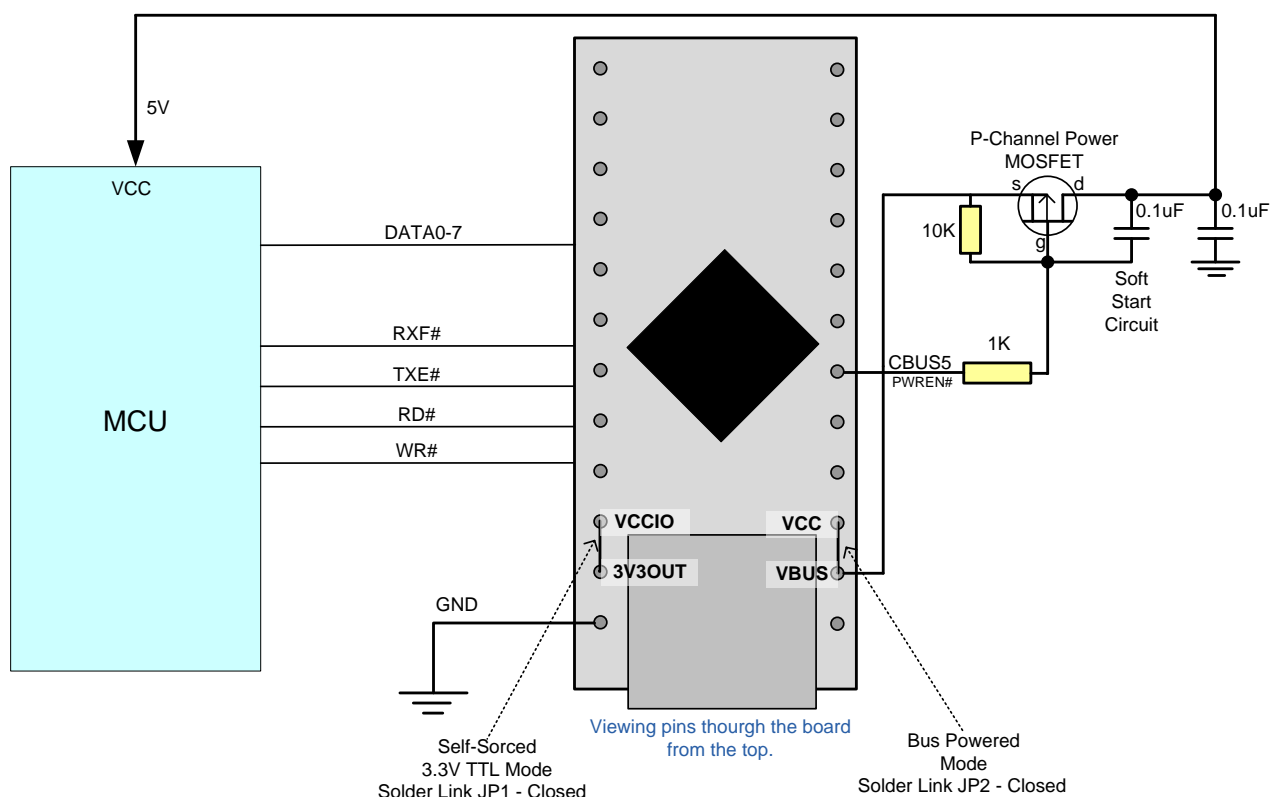 5V
P-Channel Power
MOSFET
VCC
s
d
0.1uF
0.1uF
10K
g
DATA0-7
Soft
Start
Circuit
RXF#
1K
TXE#
CBUS5
PWREN#
MCU
RD#
WR#
VCCIO
VCC
3V3OUT
VBUS
GND
Viewing pins thourgh the board
from the top.
Self-Sorced
3.3V TTL Mode
Solder Link JP1 - Closed
Bus Powered
Mode
Solder Link JP2 - Closed